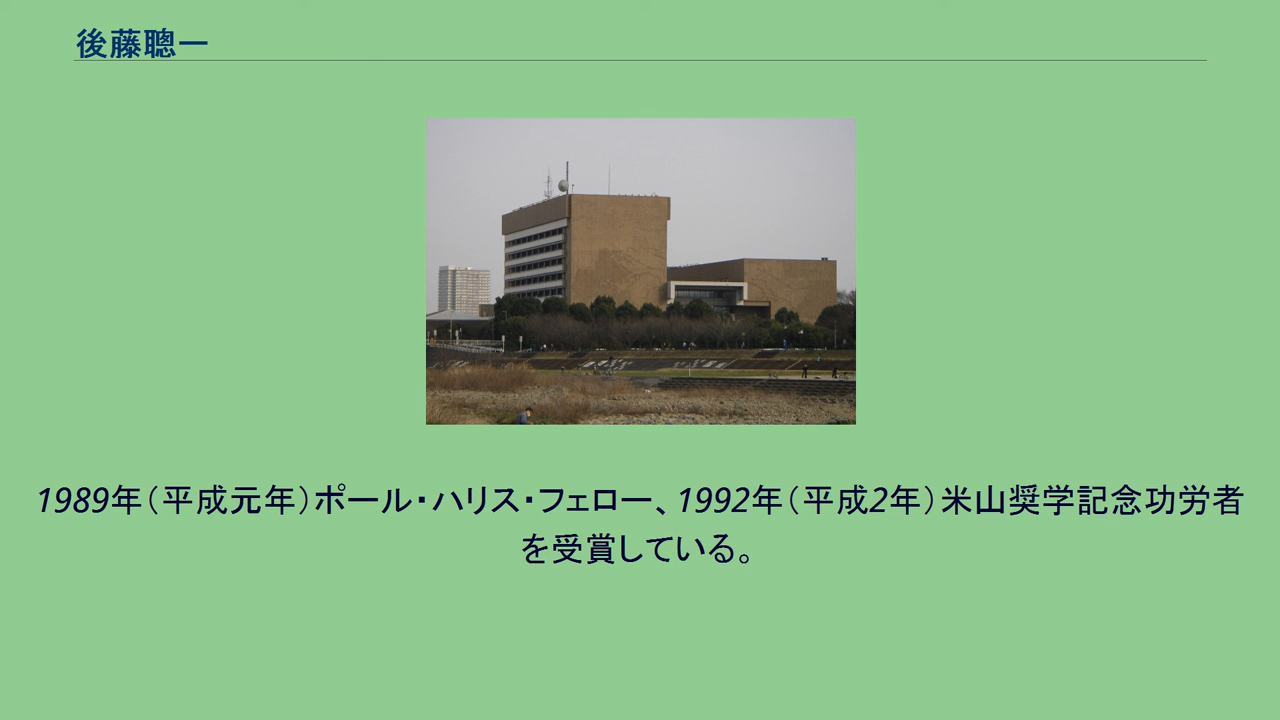 後藤聰一
1989年（平成元年）ポール・ハリス・フェロー、1992年（平成2年）米山奨学記念功労者
を受賞している。